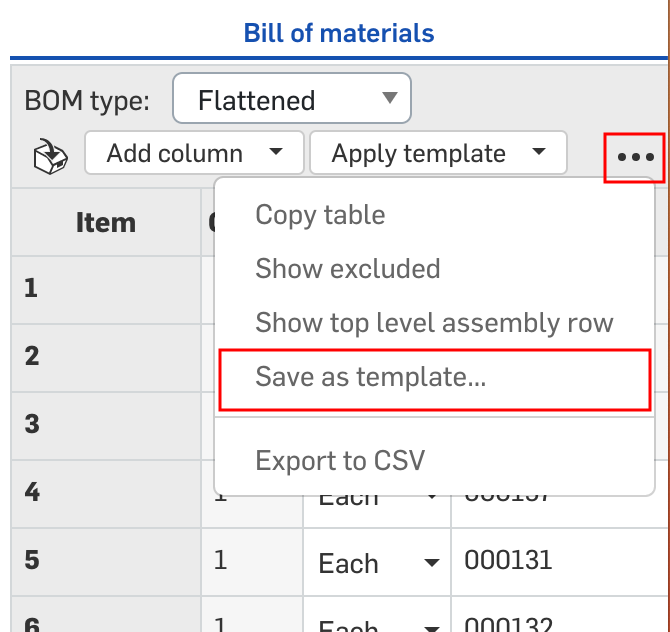 Bill of materials
BOM type: Flattened
Add column Apply template
Item
Copy table
1
Show excluded
Show top level assembly row
2
Save as template...
3
Export to CSV
4 1 Each 000137
5 1 Each 000131
6 1 Each 000132